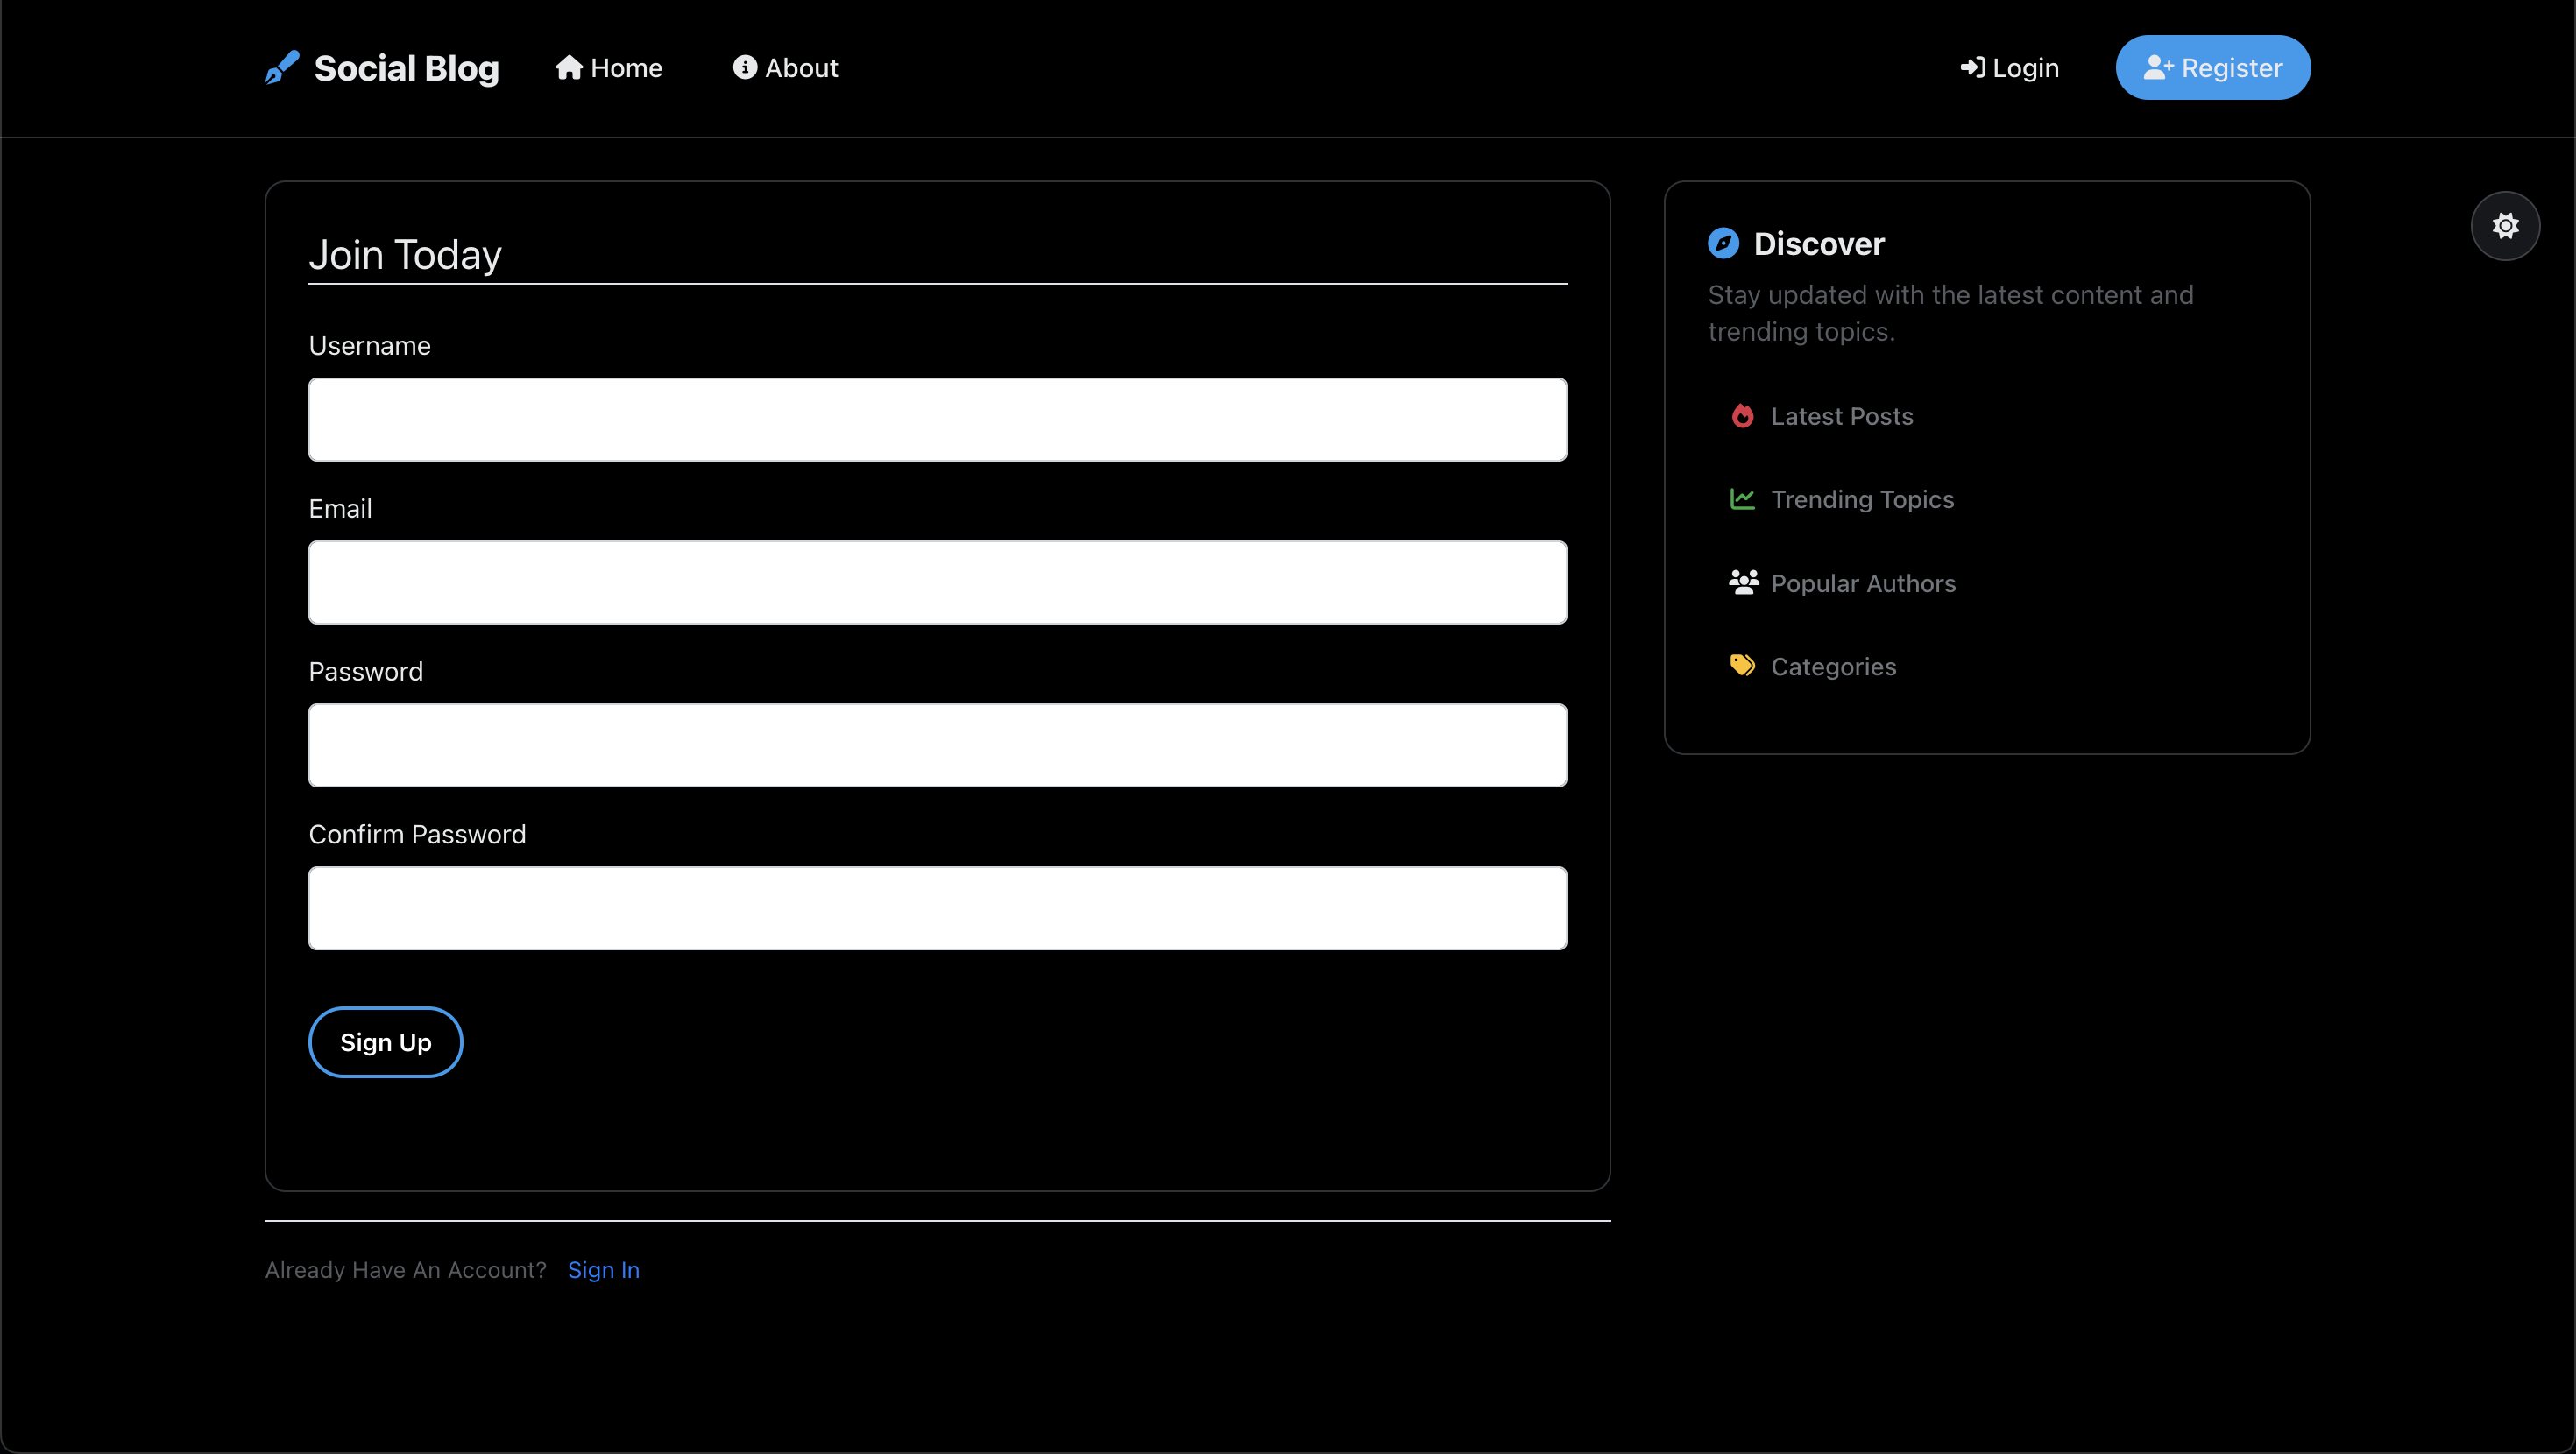 Social Blog
Home
About
Login
Register
Join Today
Username
Email
Password
Confirm Password
Sign Up
Already Have An Account? Sign In
Discover
Stay updated with the latest content and
trending topics.
Latest Posts
Trending Topics
Popular Authors
Categories